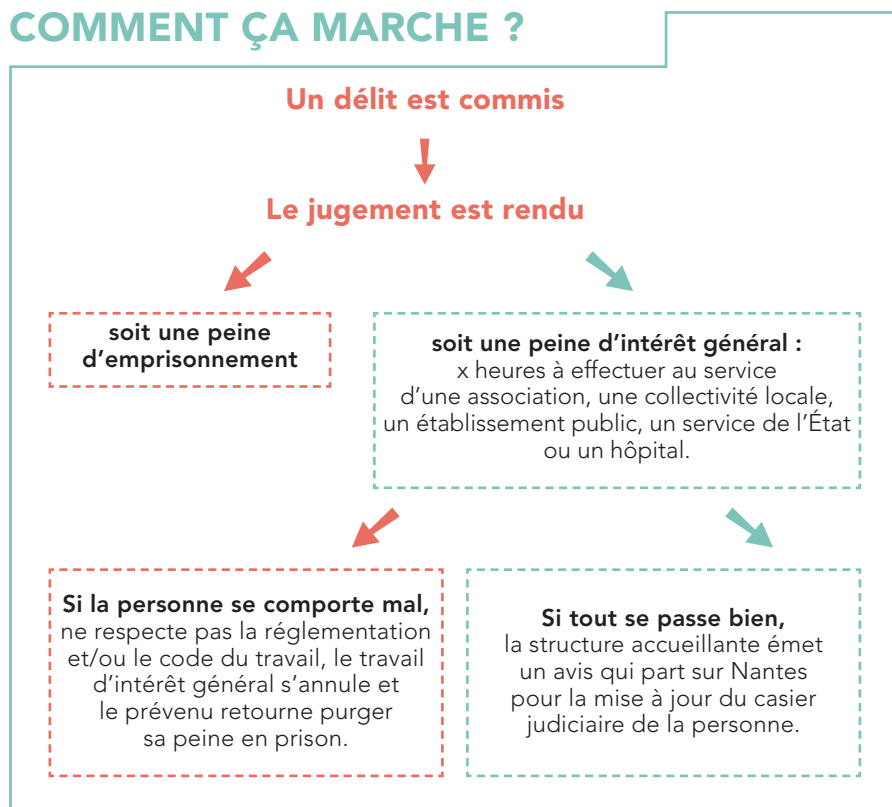 COMMENT ÇA MARCHE ?
Un délit est commis
Le jugement est rendu
soit une peine
d’emprisonnement
soit une peine d’intérêt général :
x heures à effectuer au service
d’une association, une collectivité locale,
un établissement public, un service de l’État
ou un hôpital.
Si la personne se comporte mal,
ne respecte pas la réglementation
et/ou le code du travail, le travail
d’intérêt général s’annule et
le prévenu retourne purger
sa peine en prison.
Si tout se passe bien,
la structure accueillante émet
un avis qui part sur Nantes
pour la mise à jour du casier
judiciaire de la personne.